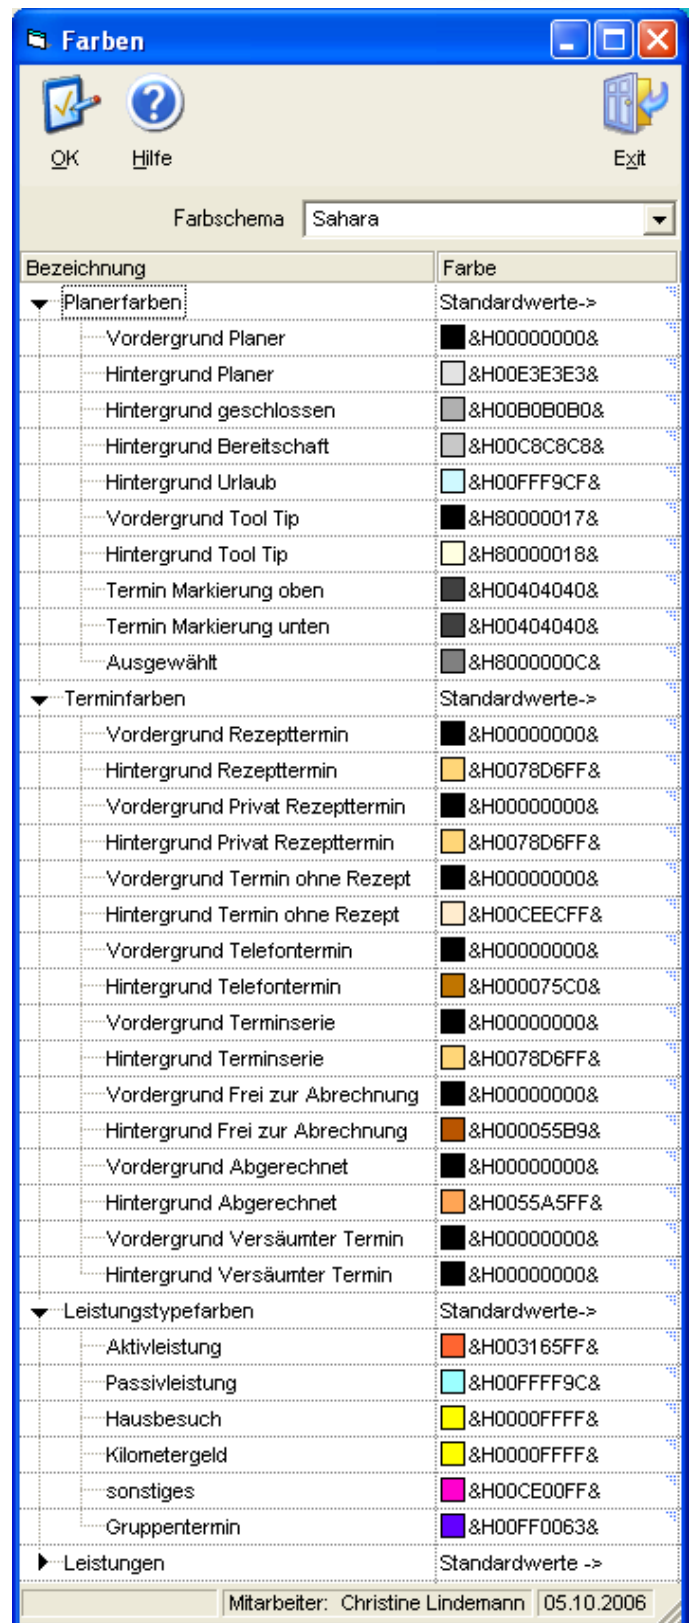 Farben
OK Hilfe Exit
Farbschema Sahara
Bezeichnung Farbe
Planerfarben Standardwerte->
Vordergrund Planer &H00000000&
Hintergrund Planer &H00E3E3E3&
Hintergrund geschlossen &H00B0B0B0&
Hintergrund Bereitschaft &H00C8C8C8&
Hintergrund Urlaub &H00FFF9CF&
Vordergrund Tool Tip &H80000017&
Hintergrund Tool Tip &H80000018&
Termin Markierung oben &H00404040&
Termin Markierung unten &H00404040&
Ausgewählt &H8000000C&
Terminfarben Standardwerte->
Vordergrund Rezepttermin &H00000000&
Hintergrund Rezepttermin &H0078D6FF&
Vordergrund Privat Rezepttermin &H00000000&
Hintergrund Privat Rezepttermin &H0078D6FF&
Vordergrund Termin ohne Rezept &H00000000&
Hintergrund Termin ohne Rezept &H00CEECFF&
Vordergrund Telefontermin &H00000000&
Hintergrund Telefontermin &H000075C0&
Vordergrund Terminserie &H00000000&
Hintergrund Terminserie &H0078D6FF&
Vordergrund Frei zur Abrechnung &H00000000&
Hintergrund Frei zur Abrechnung &H000055B9&
Vordergrund Abgerechnet &H00000000&
Hintergrund Abgerechnet &H0055A5FF&
Vordergrund Versäumter Termin &H00000000&
Hintergrund Versäumter Termin &H00000000&
Leistungstypefarben Standardwerte->
Aktivleistung &H003165FF&
Passivleistung &H00FFFF9C&
Hausbesuch &H0000FFFF&
Kilometergeld &H0000FFFF&
sonstiges &H00CE00FF&
Gruppentermin &H00FF0063&
Leistungen Standardwerte ->
Mitarbeiter: Christine Lindemann 05.10.2006